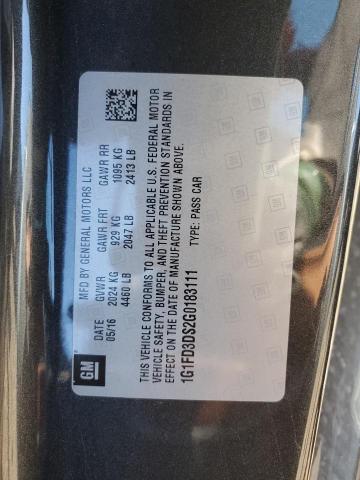 GM
MFD BY GENERAL MOTORS LLC
DATE GVWR GAWR FRT GAWR RR
05/16 2024 KG 929 KG 1095 KG
4460 LB 2047 LB 2413 LB
THIS VEHICLE CONFORMS TO ALL APPLICABLE U.S. FEDERAL MOTOR
VEHICLE SAFETY, BUMPER, AND THEFT PREVENTION STANDARDS IN
EFFECT ON THE DATE OF MANUFACTURE SHOWN ABOVE.
1G1FD3DS2G0183111 TYPE: PASS CAR